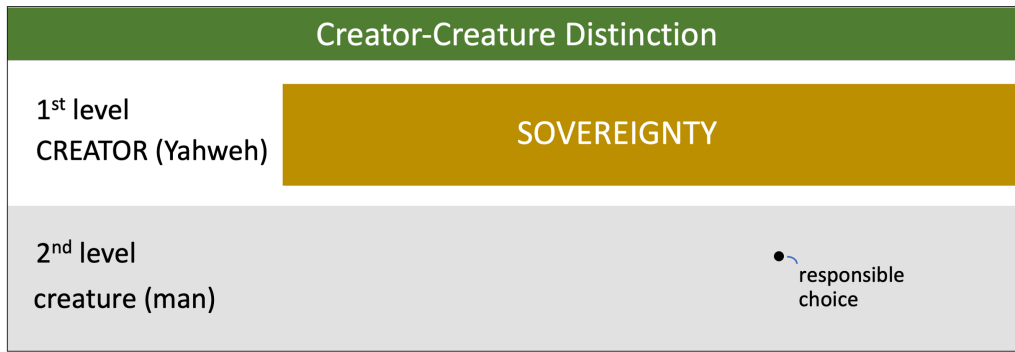 Creator-Creature Distinction
1st level
CREATOR (Yahweh)
SOVEREIGNTY
2nd level
creature (man)
responsible
choice